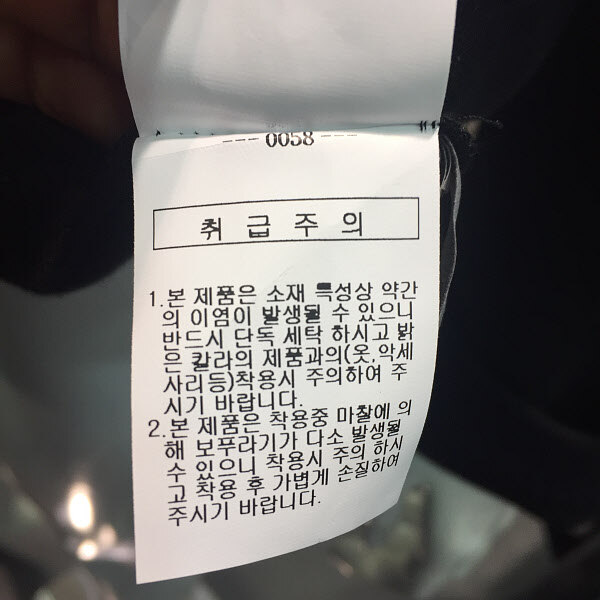 --- 0058 ---
취 급 주 의
1.본 제품은 소재 특성상 약간
의 이염이 발생될 수 있으니
반드시 단독 세탁 하시고 밝
은 칼라의 제품과의(옷,악세
사리등)착용시 주의하여 주
시기 바랍니다.
2.본 제품은 착용중 마찰에 의
해 보푸라기가 다소 발생될
수 있으니 착용시 주의 하시
고 착용 후 가볍게 손질하여
주시기 바랍니다.